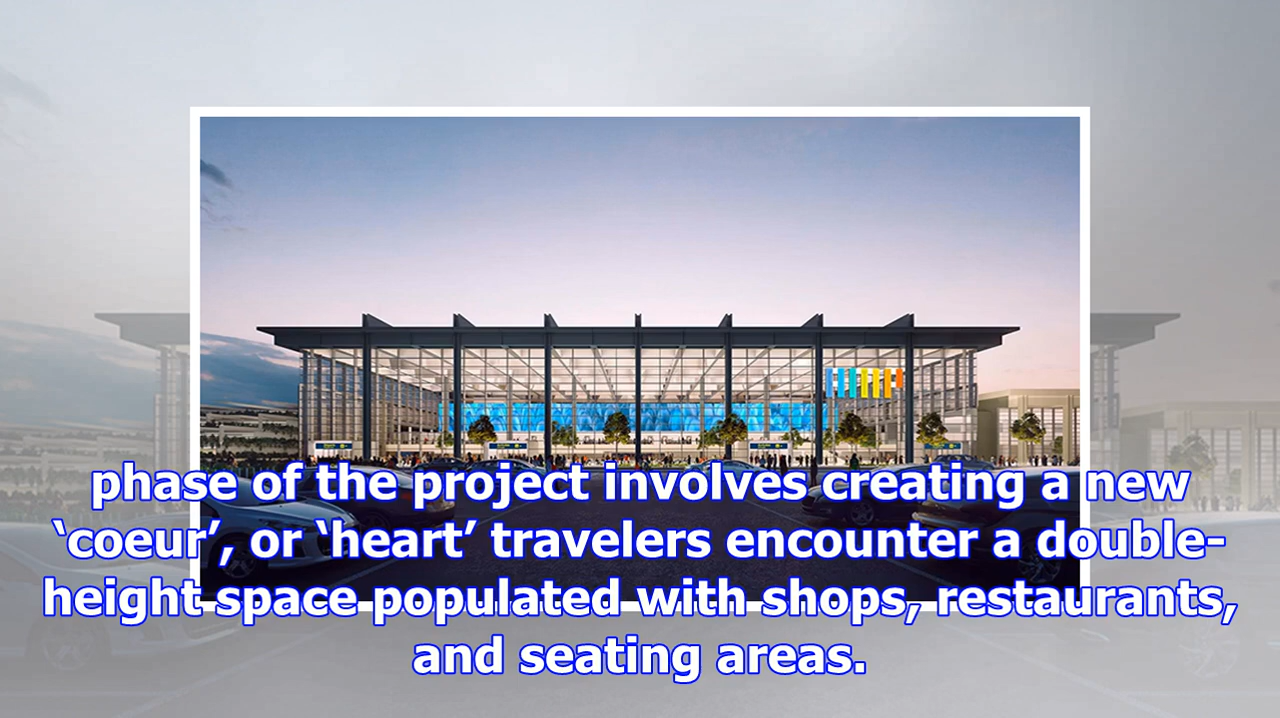 phase of the project involves creating a new
‘coeur’, or ‘heart’ travelers encounter a double-
height space populated with shops, restaurants,
and seating areas.